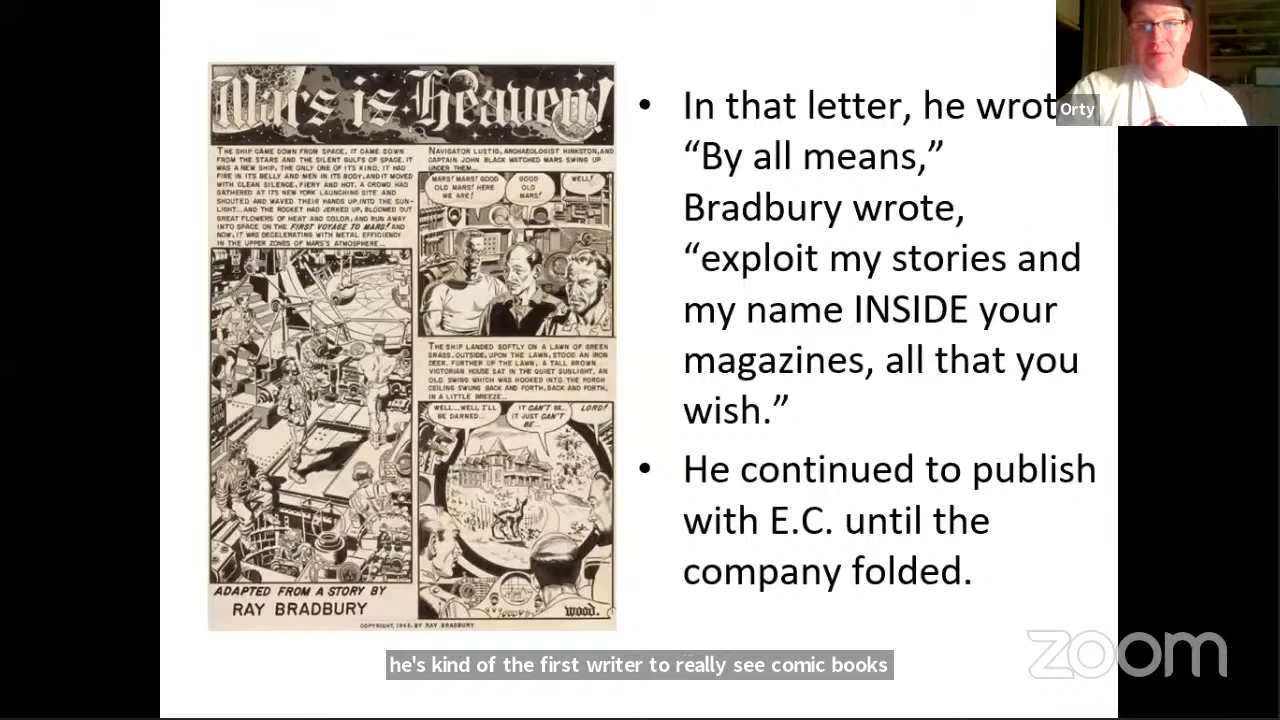 Mars is Heaven!
THE SHIP CAME DOWN FROM SPACE. IT CAME DOWN
FROM THE STARS AND THE SILENT GULFS OF SPACE. IT
WAS A NEW SHIP, THE ONLY ONE OF ITS KIND. IT HAD
FIRE IN ITS BELLY AND MEN IN ITS BODY, AND IT MOVED
WITH CLEAN SILENCE, FIERY AND HOT. A CROWD HAD
GATHERED AT ITS NEW YORK LAUNCHING SITE AND
SHOUTED AND WAVED THEIR HANDS UP INTO THE SUN-
LIGHT...AND THE ROCKET HAD JERKED UP, BLOOMED OUT
GREAT FLOWERS OF HEAT AND COLOR, AND RUN AWAY
INTO SPACE ON THE FIRST VOYAGE TO MARS! AND
NOW, IT WAS DECELERATING WITH METAL EFFICIENCY
IN THE UPPER ZONES OF MARS'S ATMOSPHERE...
NAVIGATOR LUSTIG, ARCHAEOLOGIST HINKSTON, AND
CAPTAIN JOHN BLACK WATCHED MARS SWING UP
UNDER THEM...
MARS! MARS! GOOD
OLD MARS! HERE
WE ARE!
GOOD
OLD
MARS!
WELL!
THE SHIP LANDED SOFTLY ON A LAWN OF GREEN
GRASS. OUTSIDE, UPON THE LAWN, STOOD AN IRON
DEER. FURTHER UP THE LAWN, A TALL BROWN
VICTORIAN HOUSE SAT IN THE QUIET SUNLIGHT. AN
OLD SWING WHICH WAS HOOKED INTO THE PORCH
CEILING SWUNG BACK AND FORTH, BACK AND FORTH,
IN A LITTLE BREEZE...
WELL...WELL I'LL
BE DARNED...
IT CAN'T BE...
IT JUST CAN'T
BE...
LORD!
wood.
ADAPTED FROM A STORY BY
RAY BRADBURY
COPYRIGHT, 1948, BY RAY BRADBURY
• In that letter, he wrot
“By all means,”
Bradbury wrote,
“exploit my stories and
my name INSIDE your
magazines, all that you
wish.”
• He continued to publish
with E.C. until the
company folded.
Orty
he's kind of the first writer to really see comic books
zoom